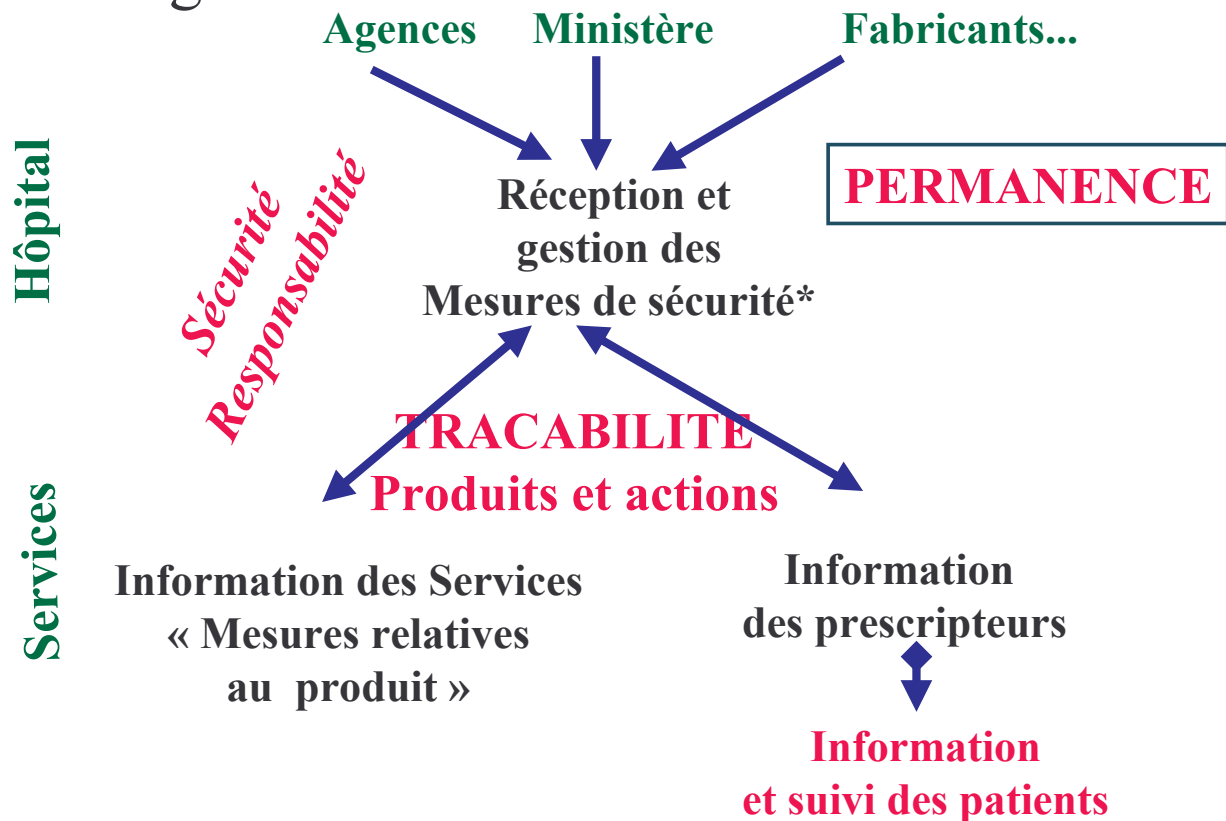 Agences Ministère Fabricants...
Hôpital
Sécurité
Responsabilité
Réception et
gestion des
Mesures de sécurité*
PERMANENCE
TRACABILITE
Produits et actions
Services
Information des Services
« Mesures relatives
au produit »
Information
des prescripteurs
Information
et suivi des patients